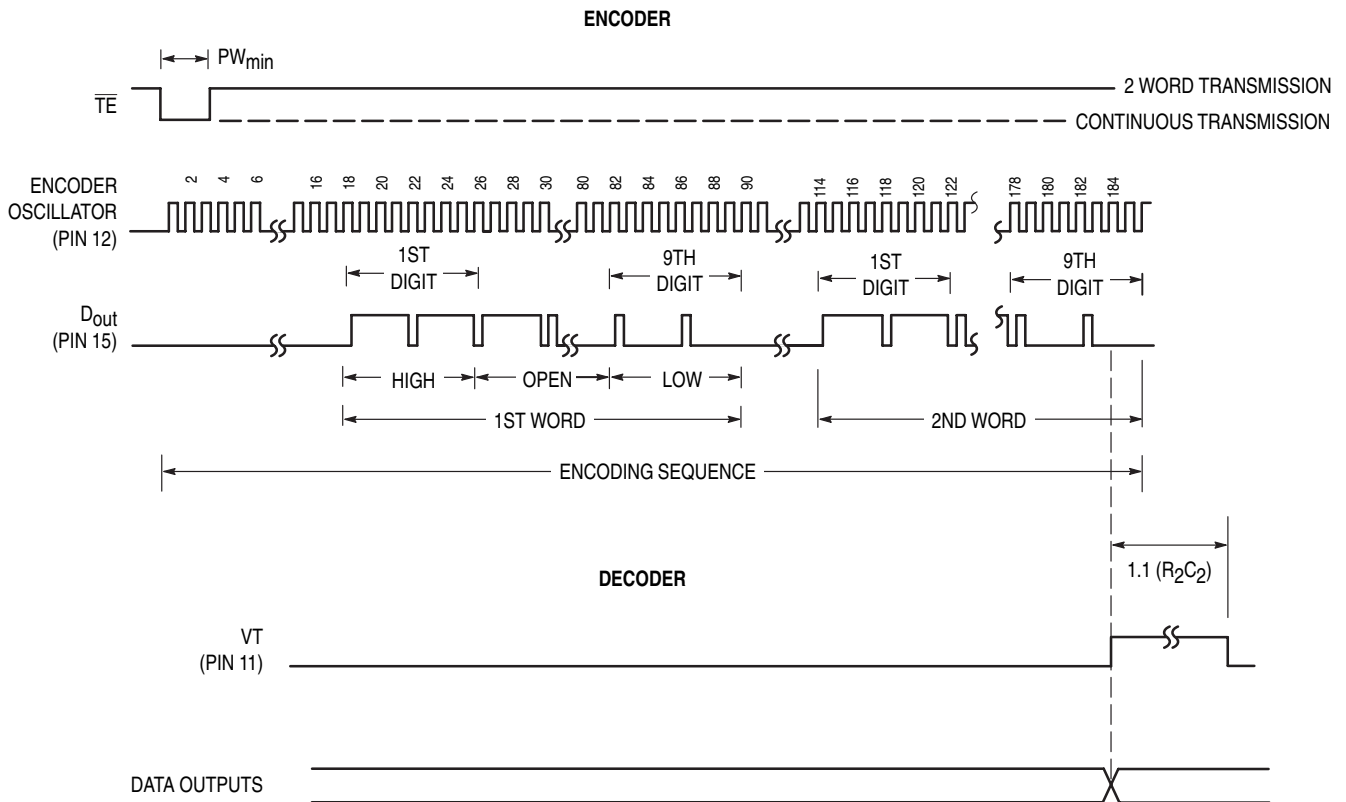 ENCODER
PWmin
TE
2 WORD TRANSMISSION
CONTINUOUS TRANSMISSION
ENCODER
OSCILLATOR
(PIN 12)
2 4 6 16 18 20 22 24 26 28 30 80 82 84 86 88 90 114 116 118 120 122 178 180 182 184
1ST
DIGIT
9TH
DIGIT
1ST
DIGIT
9TH
DIGIT
Dout
(PIN 15)
HIGH OPEN LOW
1ST WORD 2ND WORD
ENCODING SEQUENCE
DECODER
1.1 (R2C2)
VT
(PIN 11)
DATA OUTPUTS